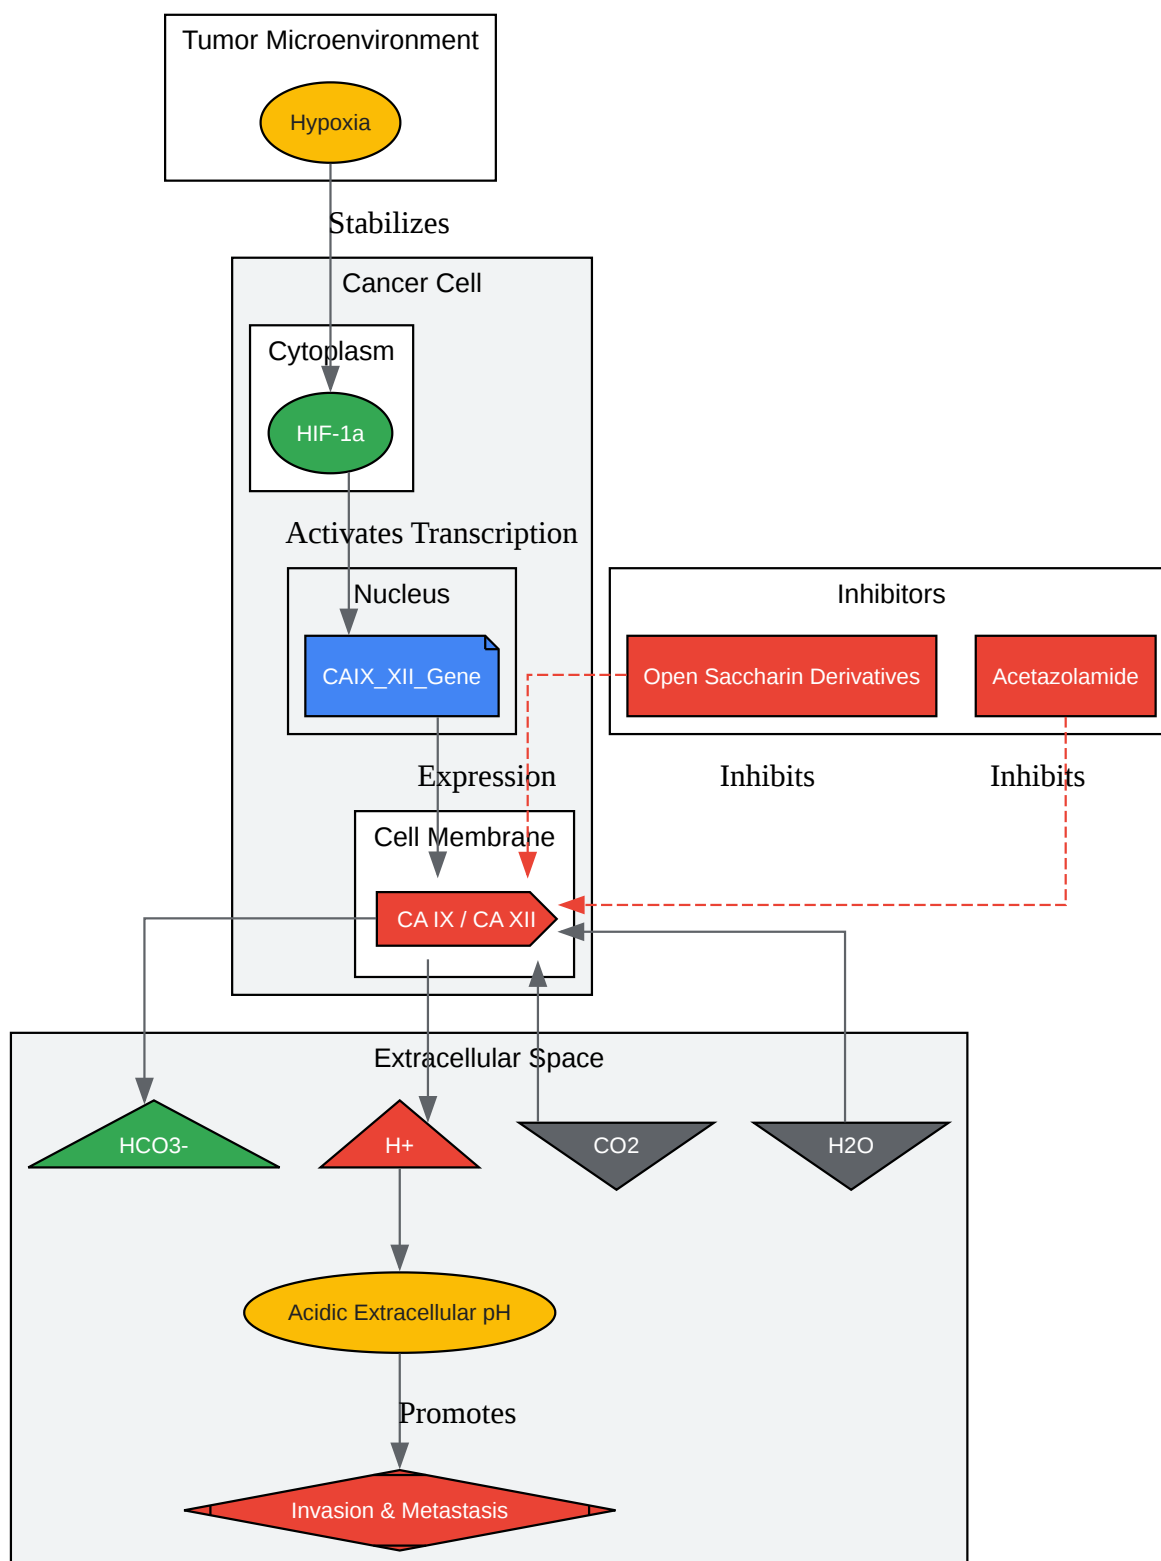 Tumor Microenvironment
Hypoxia
Stabilizes
Cancer Cell
Cytoplasm
HIF-1a
Activates Transcription
Nucleus
Inhibitors
CAIX_XII_Gene
Open Saccharin Derivatives
Acetazolamide
Expression
Inhibits
Inhibits
Cell Membrane
CA IX / CA XII
Extracellular Space
HCO3-
H+
CO2
H2O
Acidic Extracellular pH
Promotes
Invasion & Metastasis